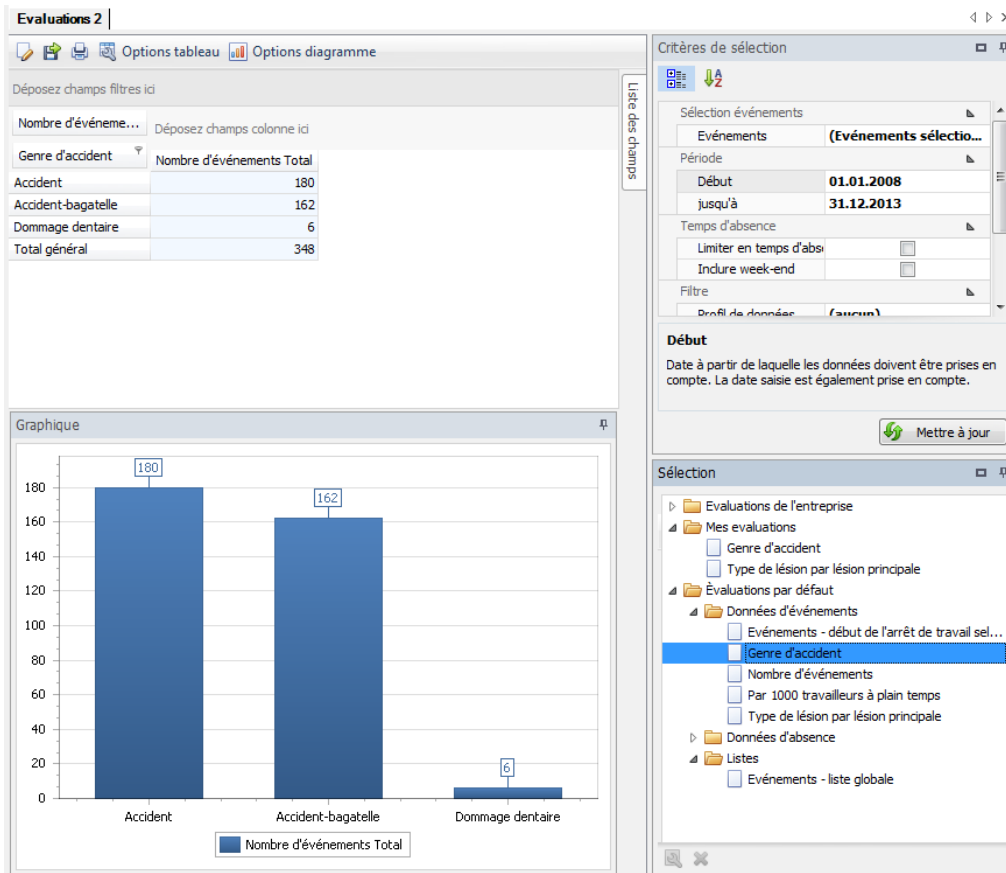 Evaluations 2
Options tableau Options diagramme
Déposez champs filtres ici
Nombre d'événeme... Déposez champs colonne ici
Genre d'accident Nombre d'événements Total
Accident 180
Accident-bagatelle 162
Dommage dentaire 6
Total général 348
Liste des champs
Graphique
180
162
6
180
160
140
120
100
80
60
40
20
0
Accident Accident-bagatelle Dommage dentaire
Nombre d'événements Total
Critères de sélection
Sélection événements
Evénements (Evénements sélectio...
Période
Début 01.01.2008
jusqu'à 31.12.2013
Temps d'absence
Limiter en temps d'abs
Inclure week-end
Filtre
Profil de données (aucun)
Début
Date à partir de laquelle les données doivent être prises en
compte. La date saisie est également prise en compte.
Mettre à jour
Sélection
Evaluations de l'entreprise
Mes evaluations
Genre d'accident
Type de lésion par lésion principale
Èvaluations par défaut
Données d'événements
Evénements - début de l'arrêt de travail sel...
Genre d'accident
Nombre d'événements
Par 1000 travailleurs à plain temps
Type de lésion par lésion principale
Données d'absence
Listes
Evénements - liste globale